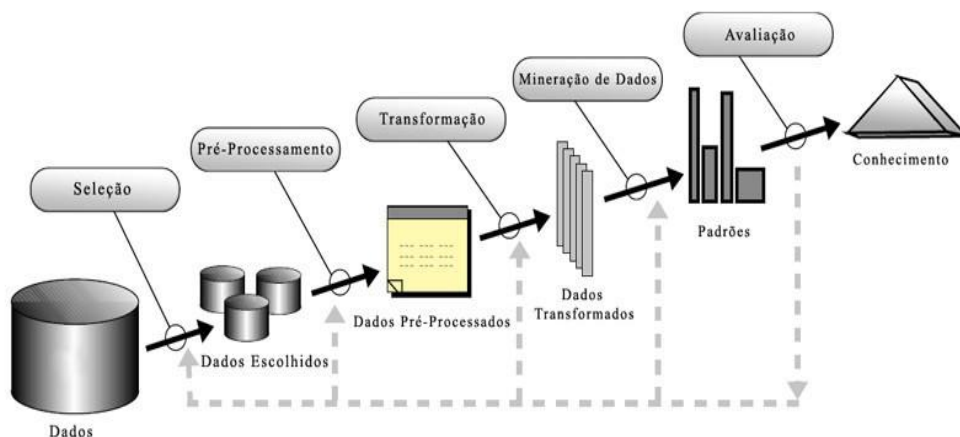 Avaliação
Mineração de Dados
Transformação
Pré-Processamento
Seleção
Conhecimento
Padrões
Dados
Transformados
Dados Pré-Processados
Dados Escolhidos
Dados